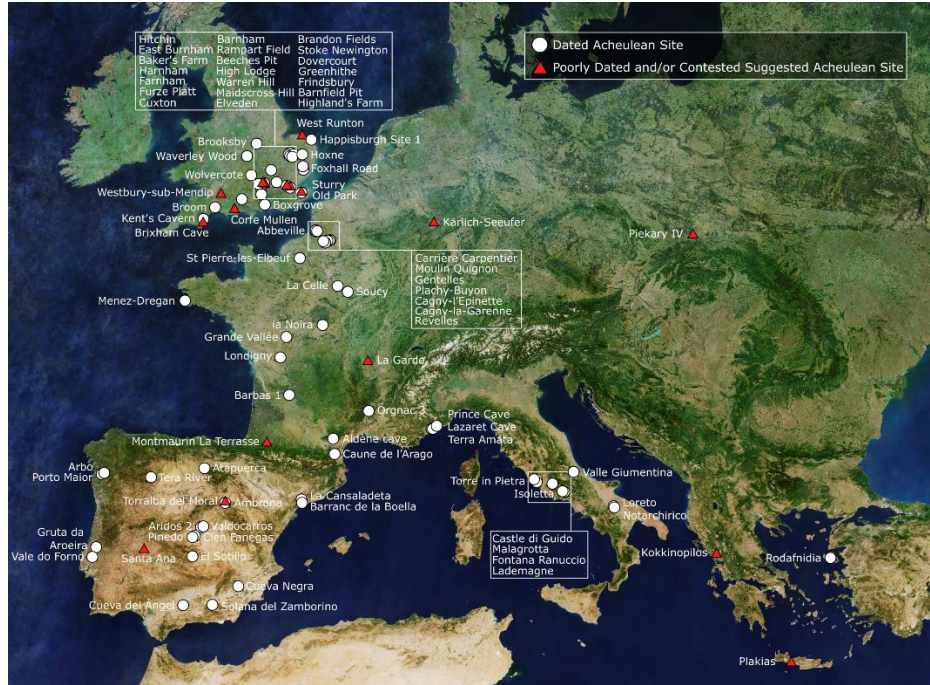 Hitchin
East Burnham
Baker's Farm
Harnham
Farnham
Furze Platt
Cuxton
Barnham
Rampart Field
Beeches Pit
High Lodge
Warren Hill
Maidscross Hill
Elveden
Brandon Fields
Stoke Newington
Dovercourt
Greenhithe
Frindsbury
Barnfield Pit
Highland's Farm
Dated Acheulean Site
Poorly Dated and/or Contested Suggested Acheulean Site
West Runton
Happisburgh Site 1
Brooksby
Waverley Wood
Hoxne
Foxhall Road
Wolvercote
Sturry
Westbury-sub-Mendip
Old Park
Broom
Boxgrove
Kent's Cavern
Corfe Mullen
Brixham Cave
Abbeville
Kärlich-Seeufer
Piekary IV
St Pierre-les-Elbeuf
Carrière Carpentier
Moulin Quignon
Gentelles
Plachy-Buyon
Cagny-l'Epinette
Cagny-la-Garenne
Revelles
La Celle
Soucy
Menez-Dregan
la Noira
Grande Vallée
Londigny
La Garde
Barbas 1
Orgnac 3
Prince Cave
Lazaret Cave
Terra Amata
Montmaurin La Terrasse
Aldène cave
Caune de l'Arago
Arbo
Porto Maior
Atapuerca
Tera River
Torre in Pietra
Valle Giumentina
Isoletta
Loreto
Notarchirico
Torralba del Moral
Ambrona
La Cansaladeta
Barranc de la Boella
Aridos 2
Valdocarros
Pinedo
Cien Fanegas
Gruta da
Aroeira
Vale do Forno
Santa Ana
El Sotillo
Castle di Guido
Malagrotta
Fontana Ranuccio
Lademagne
Kokkinopilos
Rodafnidia
Cueva Negra
Cueva del Ángel
Solana del Zamborino
Plakias